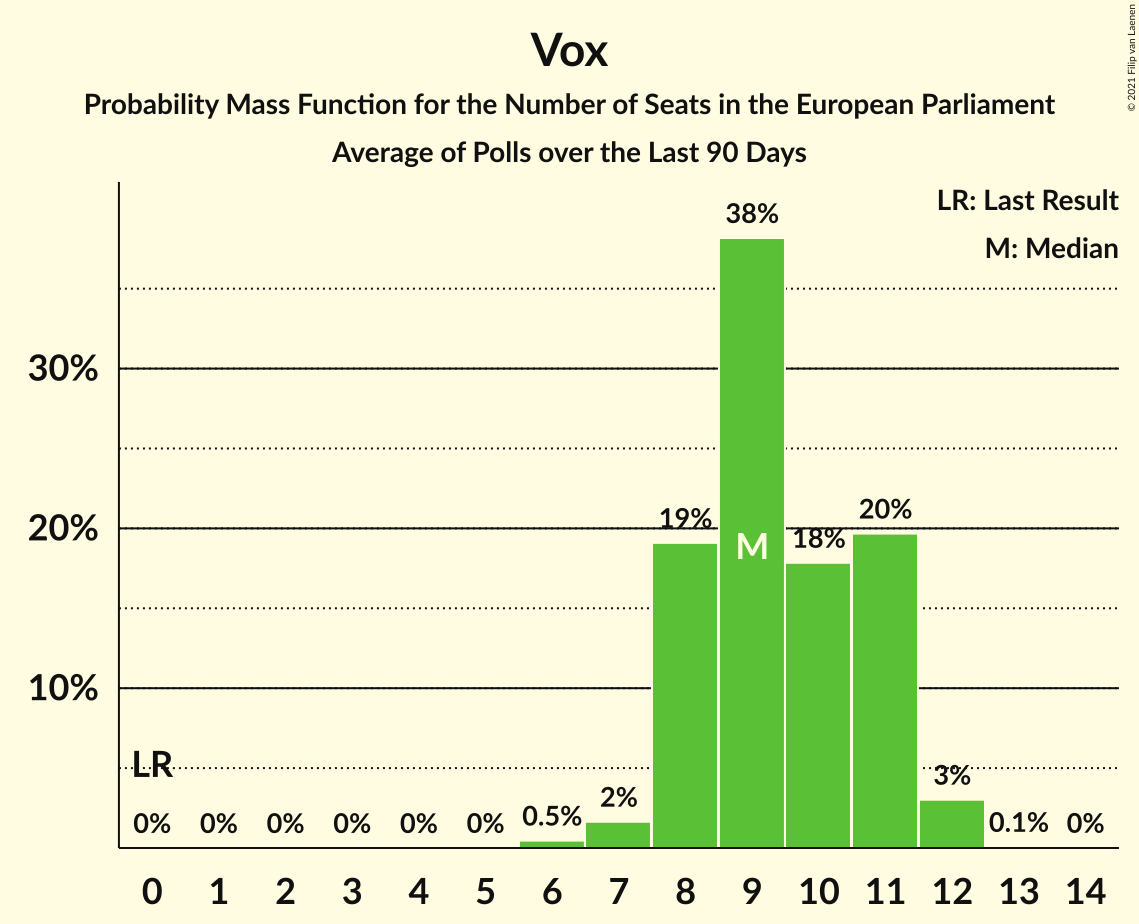 Vox
Probability Mass Function for the Number of Seats in the European Parliament
Average of Polls over the Last 90 Days
© 2021 Filip van Laenen
LR: Last Result
M: Median
38%
30%
20%
19%
M
18%
20%
10%
LR
0%
0%
0%
0%
0%
0%
0.5%
2%
3%
0.1%
0%
0 1 2 3 4 5 6 7 8 9 10 11 12 13 14